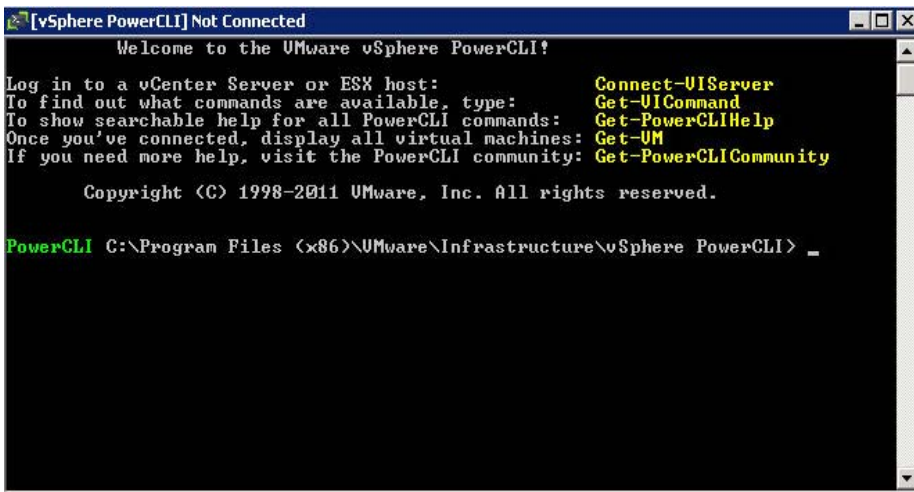 [vSphere PowerCLI] Not Connected
Welcome to the VMware vSphere PowerCLI!
Log in to a vCenter Server or ESX host: Connect-VIServer
To find out what commands are available, type: Get-VICommand
To show searchable help for all PowerCLI commands: Get-PowerCLIHelp
Once you've connected, display all virtual machines: Get-VM
If you need more help, visit the PowerCLI community: Get-PowerCLICommunity
Copyright (C) 1998-2011 VMware, Inc. All rights reserved.
PowerCLI C:\Program Files (x86)\VMware\Infrastructure\vSphere PowerCLI> _